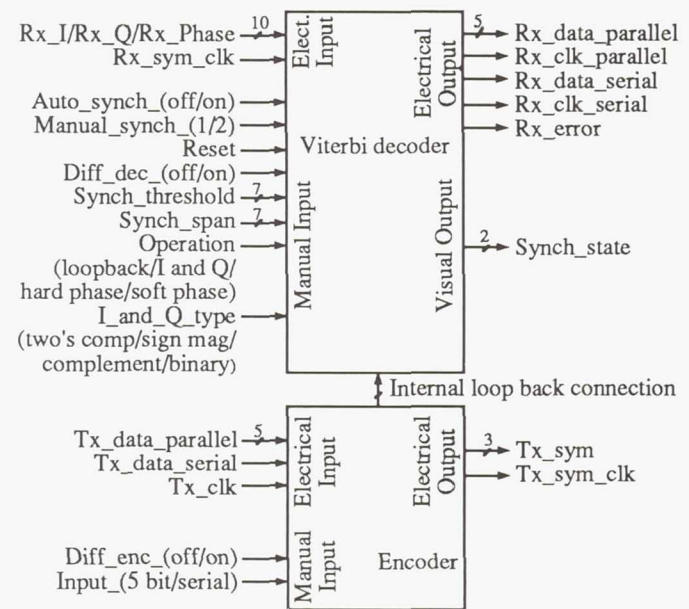 Rx_I/Rx_Q/Rx_Phase 10
Rx_sym_clk
Elect.
Input
Auto_synch_(off/on)
Manual_synch_(1/2)
Reset
Diff_dec_(off/on)
Synch_threshold 7
Synch_span 7
Operation
(loopback/I and Q/
hard phase/soft phase)
I_and_Q_type
(two's comp/sign mag/
complement/binary)
Manual Input
Viterbi decoder
Electrical
Output
5 Rx_data_parallel
Rx_clk_parallel
Rx_data_serial
Rx_clk_serial
Rx_error
Visual Output
2 Synch_state
Internal loop back connection
Tx_data_parallel 5
Tx_data_serial
Tx_clk
Electrical
Input
Diff_enc_(off/on)
Input_(5 bit/serial)
Manual
Input
Encoder
Electrical
Output
3 Tx_sym
Tx_sym_clk